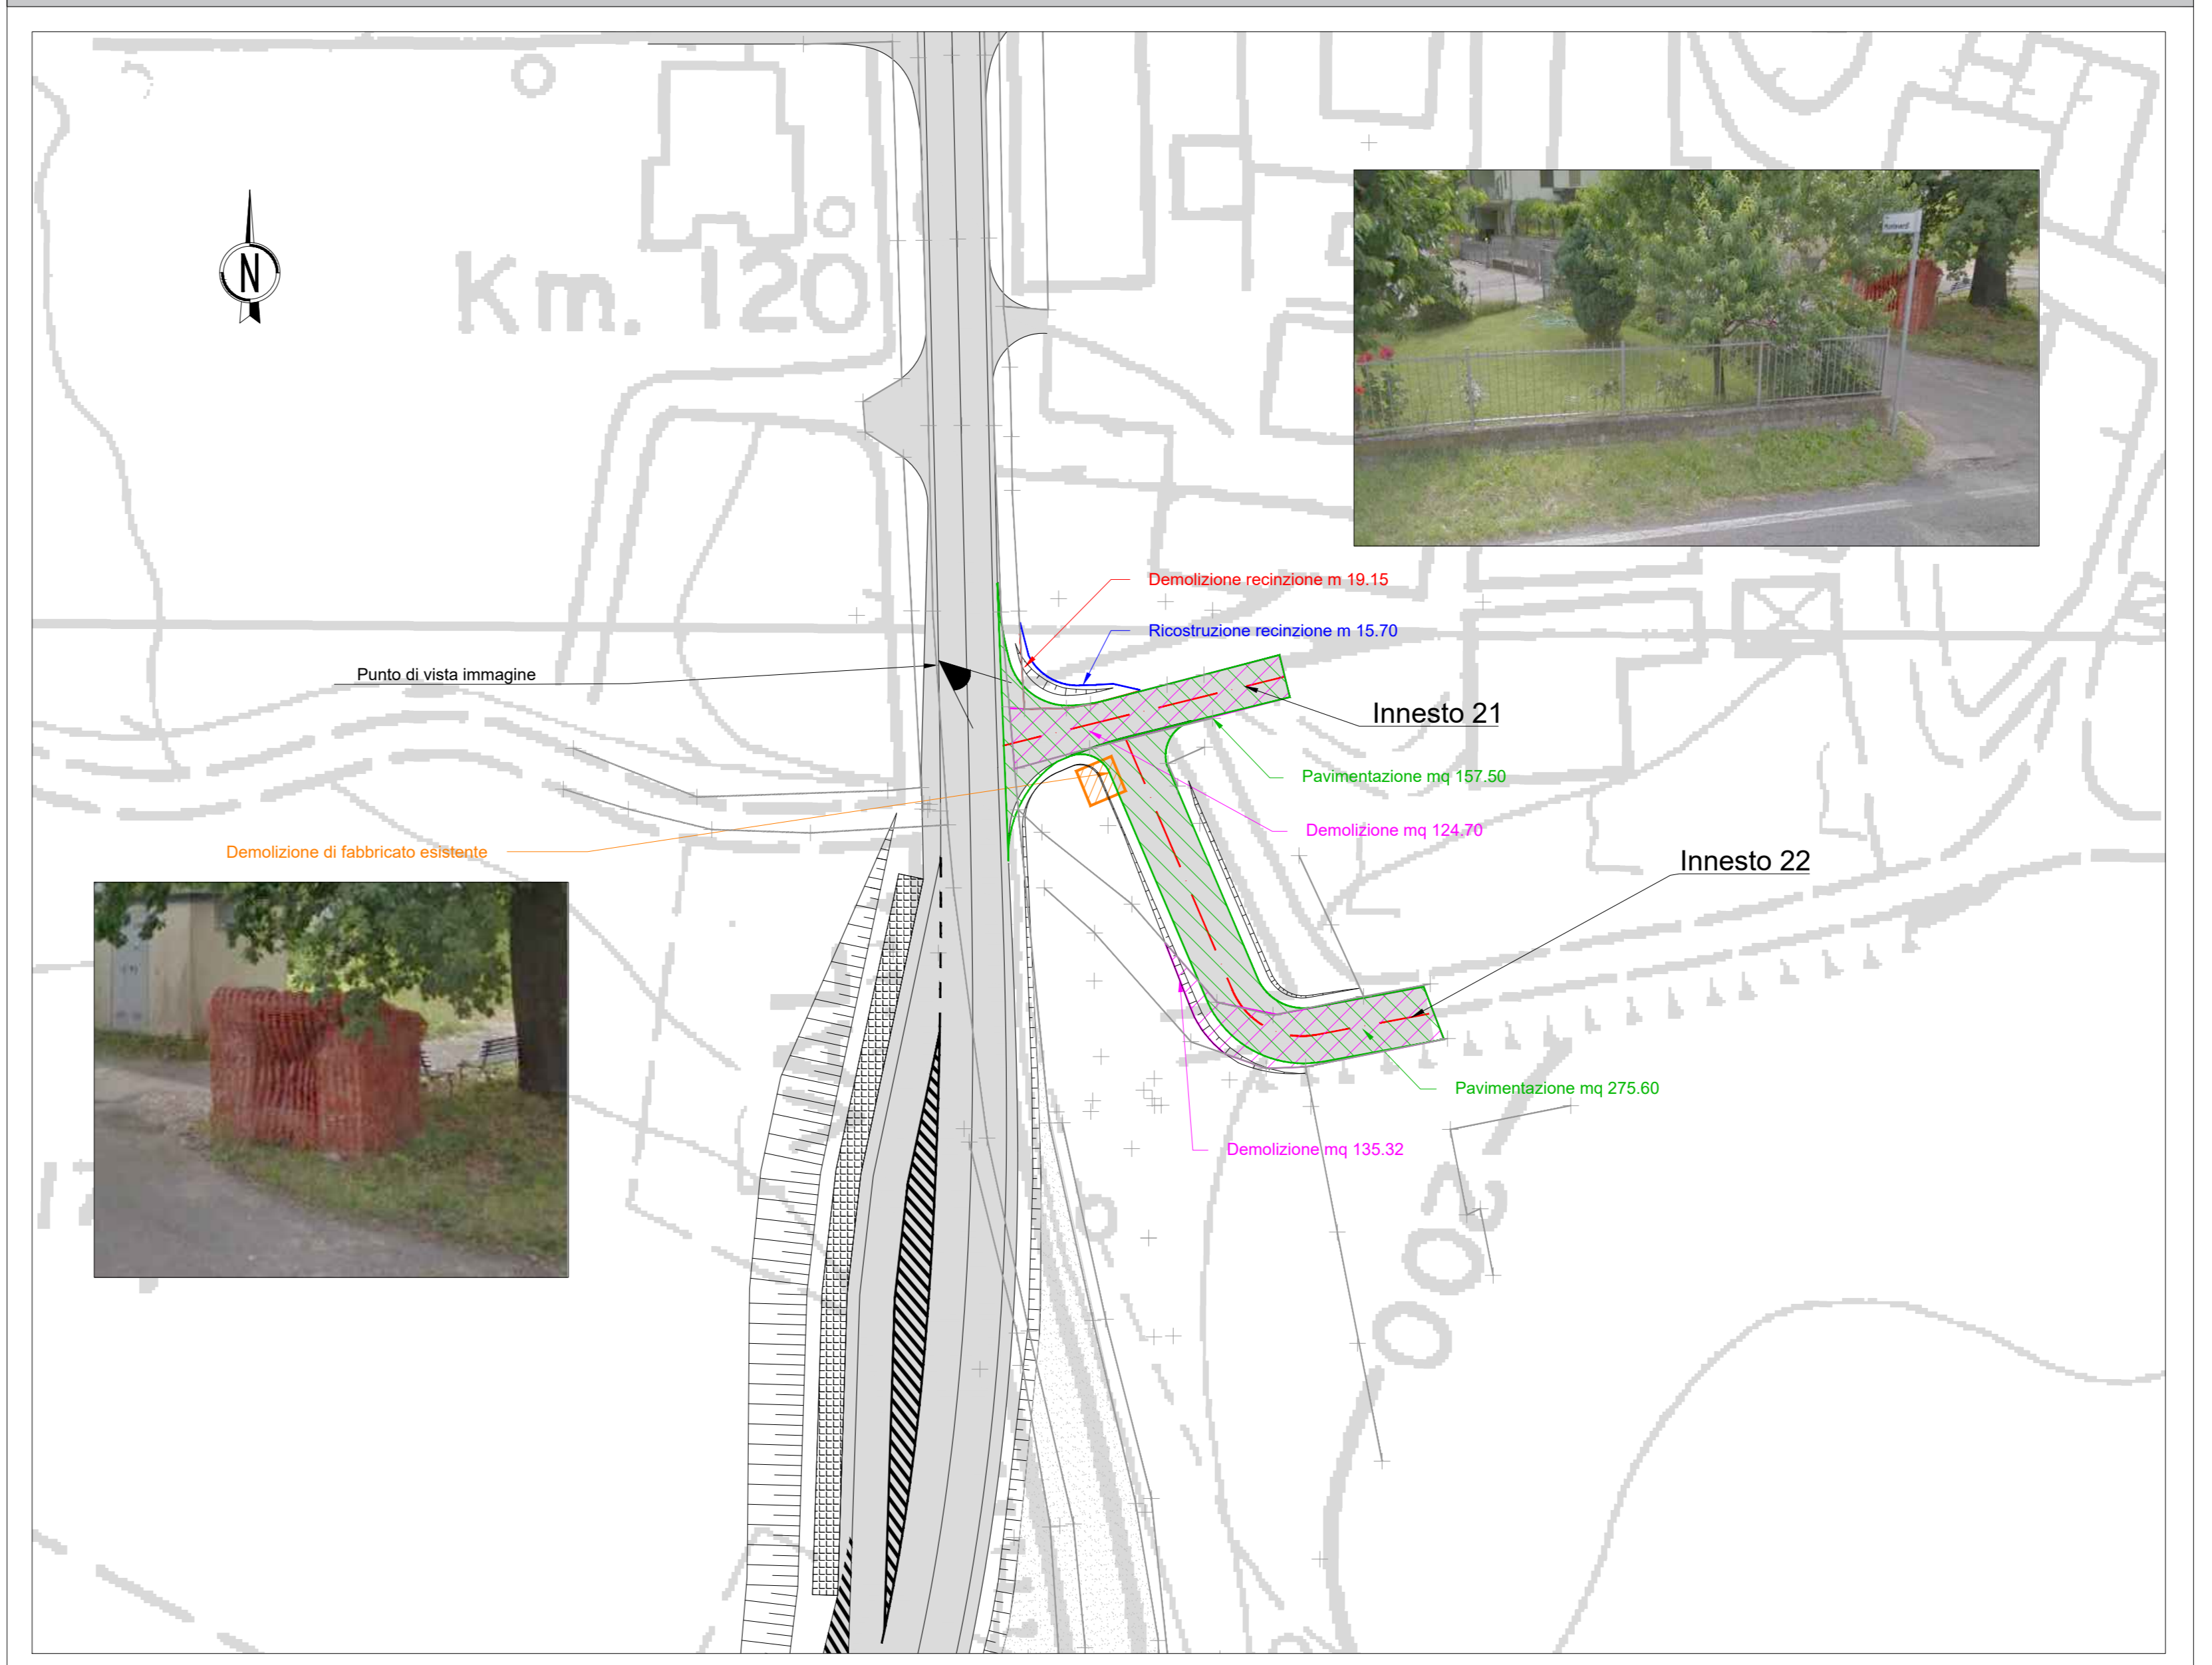 N
Km. 120
Demolizione recinzione m 19.15
Ricostruzione recinzione m 15.70
Punto di vista immagine
Innesto 21
Pavimentazione mq 157.50
Demolizione mq 124.70
Demolizione di fabbricato esistente
Innesto 22
Pavimentazione mq 275.60
Demolizione mq 135.32
200